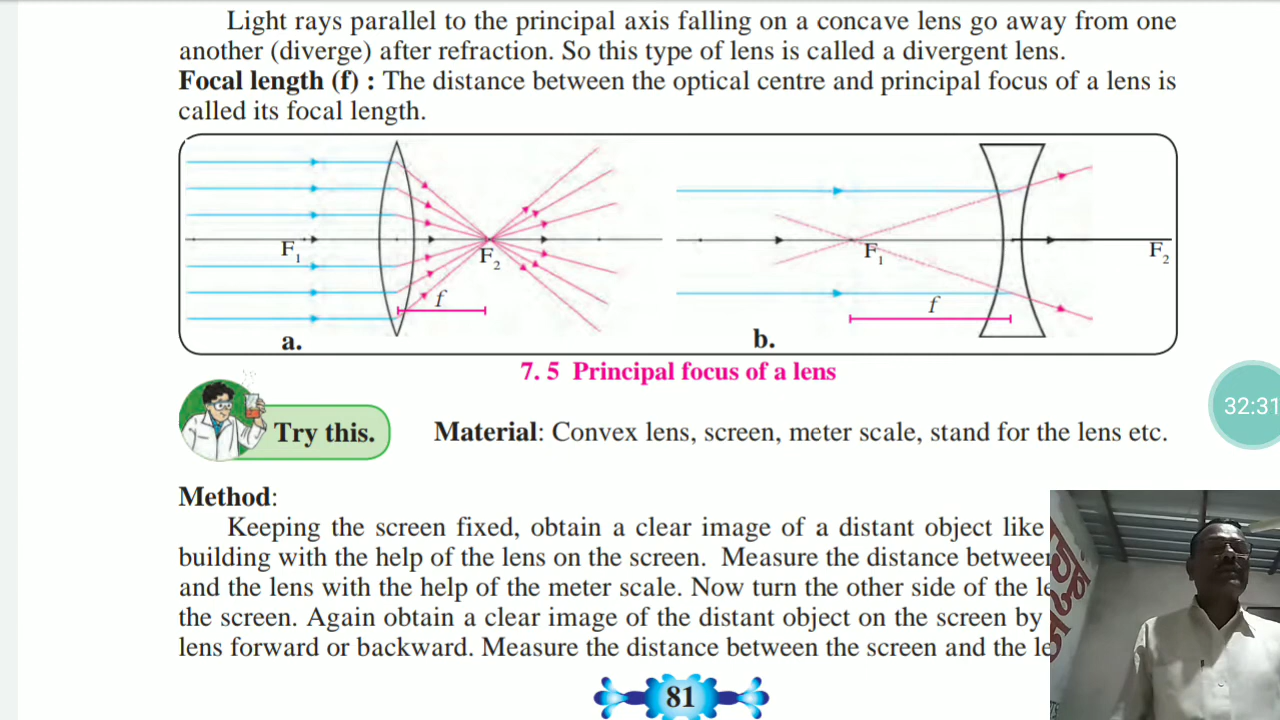 Light rays parallel to the principal axis falling on a concave lens go away from one
another (diverge) after refraction. So this type of lens is called a divergent lens.
Focal length (f) : The distance between the optical centre and principal focus of a lens is
called its focal length.
F1 F2 f
a.
F1 F2 f
b.
7. 5 Principal focus of a lens
Try this.
Material: Convex lens, screen, meter scale, stand for the lens etc.
32:31
Method:
Keeping the screen fixed, obtain a clear image of a distant object like
building with the help of the lens on the screen. Measure the distance
and the lens with the help of the meter scale. Now turn the other side of the
the screen. Again obtain a clear image of the distant object on the screen by
lens forward or backward. Measure the distance between the screen and the
81